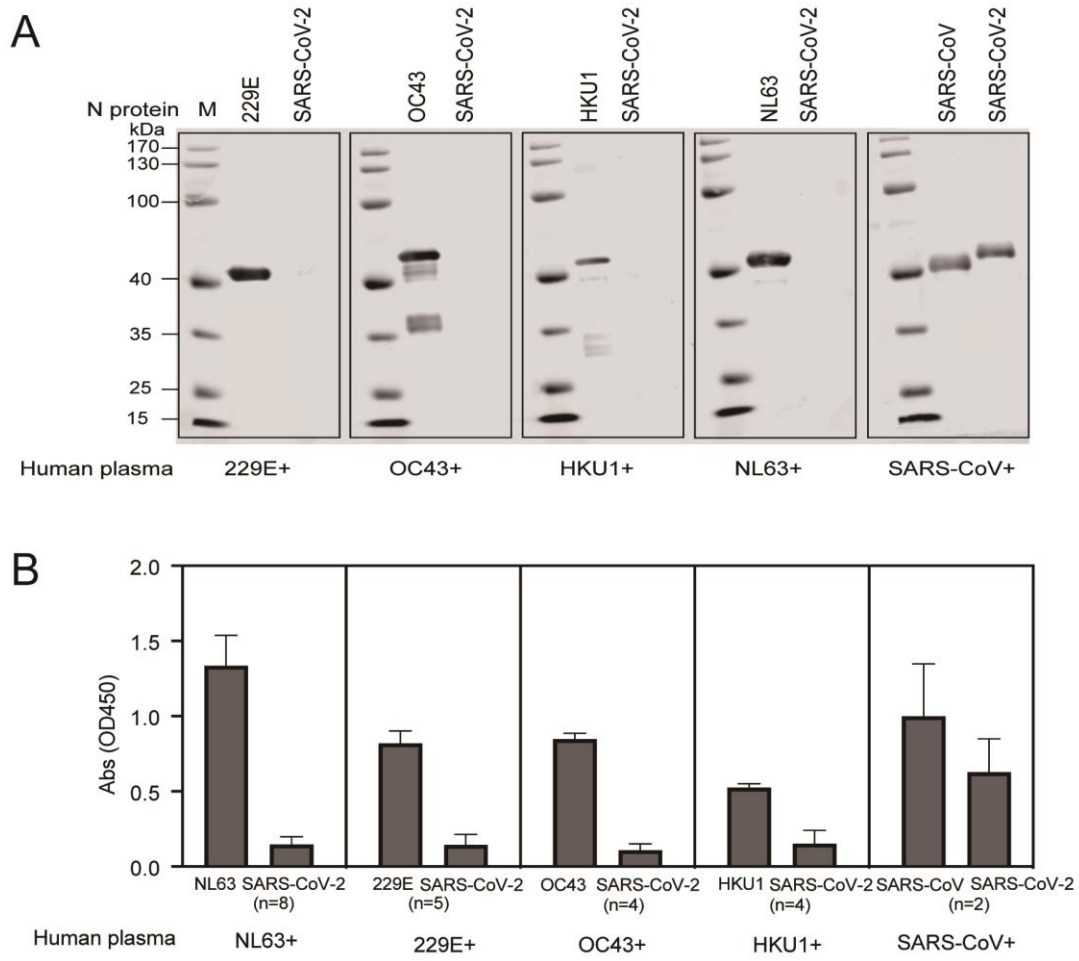 A
N protein M 229E SARS-CoV-2 OC43 SARS-CoV-2 HKU1 SARS-CoV-2 NL63 SARS-CoV-2 SARS-CoV SARS-CoV-2
kDa
170
130
100
40
35
25
15
Human plasma 229E+ OC43+ HKU1+ NL63+ SARS-CoV+
B
2.0
1.5
1.0
0.5
0.0
Abs (OD450)
NL63 SARS-CoV-2 229E SARS-CoV-2 OC43 SARS-CoV-2 HKU1 SARS-CoV-2 SARS-CoV SARS-CoV-2
(n=8) (n=5) (n=4) (n=4) (n=2)
Human plasma NL63+ 229E+ OC43+ HKU1+ SARS-CoV+